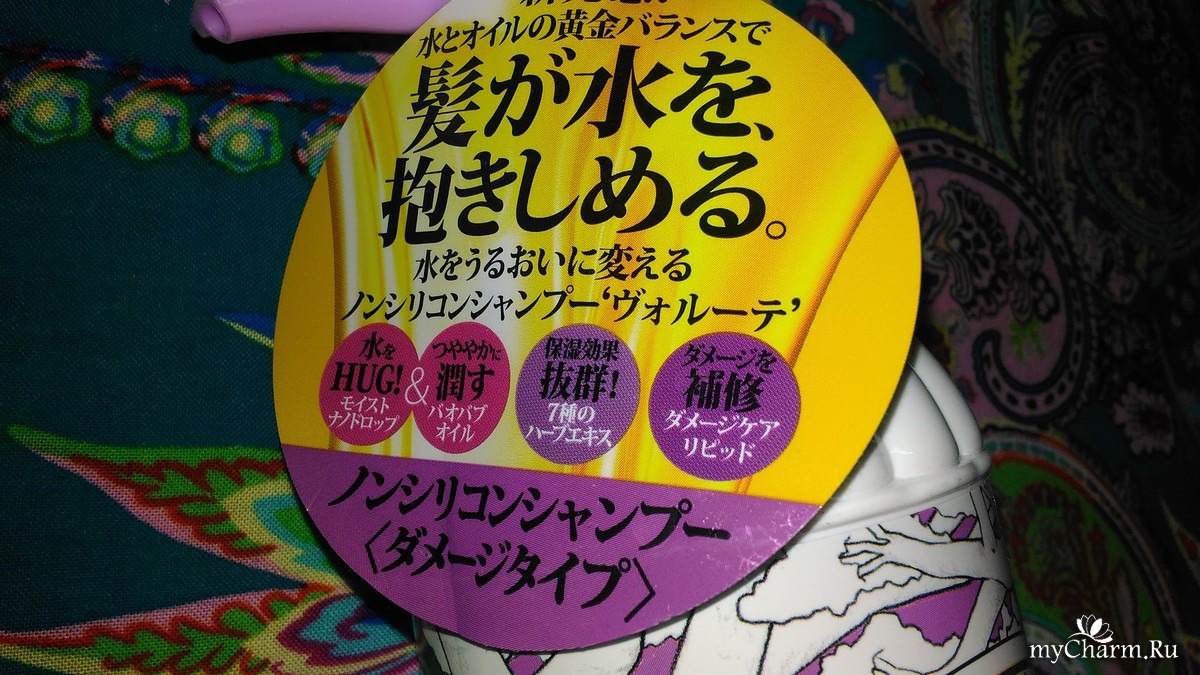 水とオイルの黄金バランスで
髪が水を、
抱きしめる。
水をうるおいに変える
ノンシリコンシャンプー‘ヴォルーテ’
水を
HUG!
モイスト
ナノドロップ
&
つややかに
潤す
バオバブ
オイル
保湿効果
抜群!
7種の
ハーブエキス
ダメージを
補修
ダメージケア
リピッド
ノンシリコンシャンプー
〈ダメージタイプ〉
myCharm.Ru